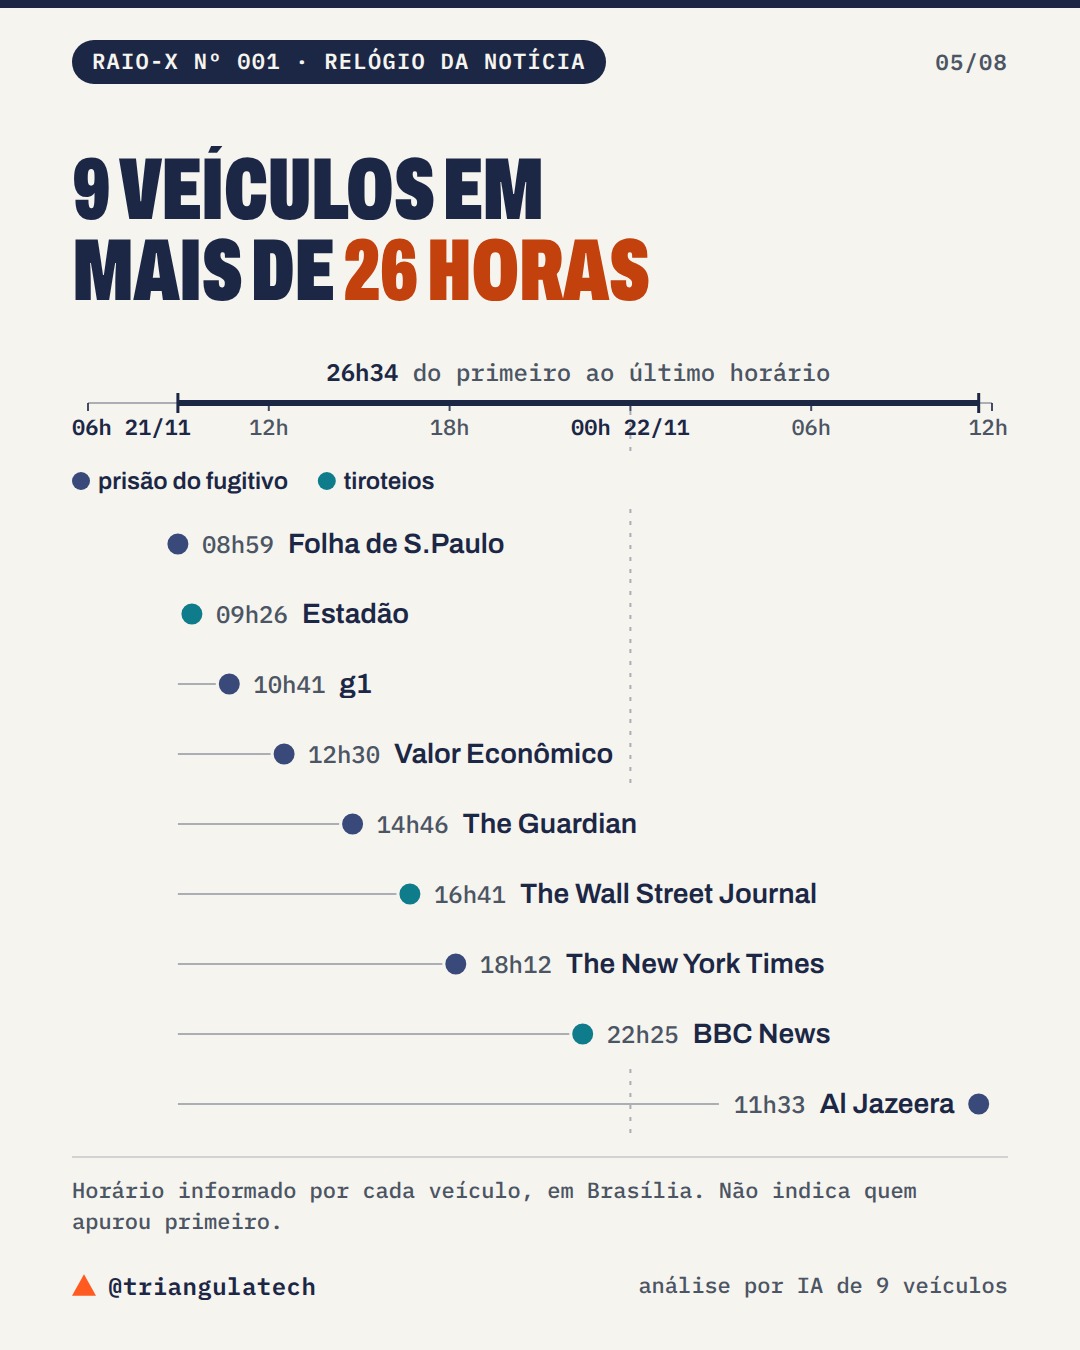 RAIO-X Nº 001 · RELÓGIO DA NOTÍCIA
05/08
9 VEÍCULOS EM
MAIS DE 26 HORAS
26h34 do primeiro ao último horário
06h 21/11 12h 18h 00h 22/11 06h 12h
prisão do fugitivo tiroteios
08h59 Folha de S.Paulo
09h26 Estadão
10h41 g1
12h30 Valor Econômico
14h46 The Guardian
16h41 The Wall Street Journal
18h12 The New York Times
22h25 BBC News
11h33 Al Jazeera
Horário informado por cada veículo, em Brasília. Não indica quem
apurou primeiro.
@triangulatech
análise por IA de 9 veículos